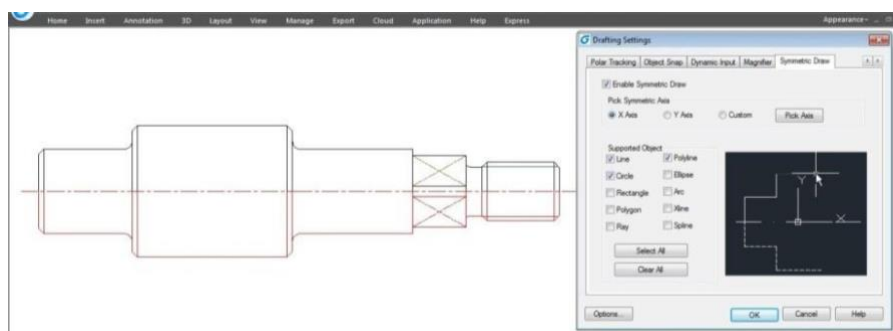 Home Insert Annotation 3D Layout View Manage Export Cloud Application Help Express Appearance
Drafting Settings
Polar Tracking Object Snap Dynamic Input Magnifier Symmetric Draw
Enable Symmetric Draw
Pick Symmetric Axis
X Axis Y Axis Custom Pick Axis
Supported Object
Line Polyline
Circle Ellipse
Rectangle Arc
Polygon Xline
Ray Spline
Select All
Clear All
Y
X
Options... OK Cancel Help